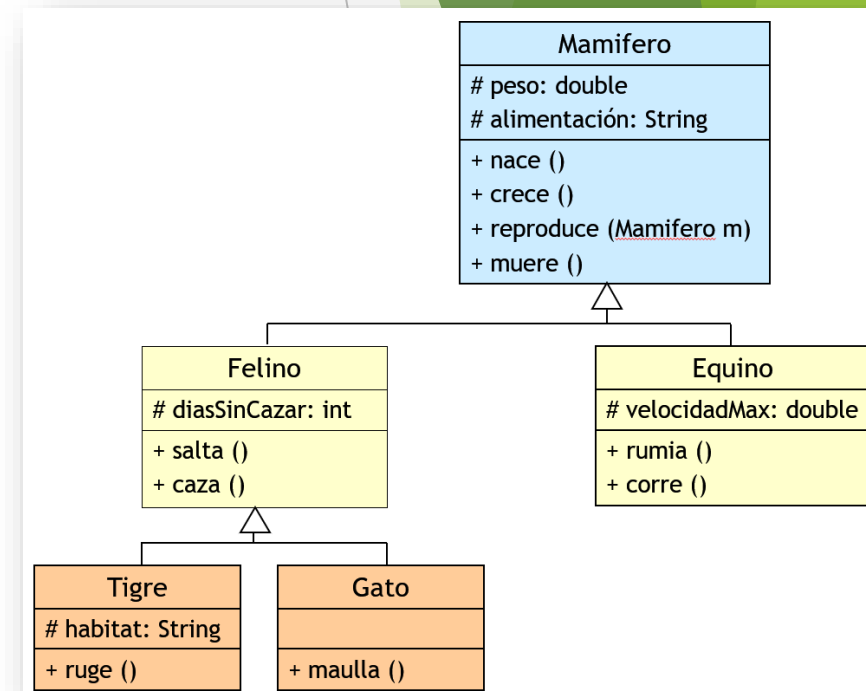 Mamifero
# peso: double
# alimentación: String
+ nace ()
+ crece ()
+ reproduce (Mamifero m)
+ muere ()
Felino
# diasSinCazar: int
+ salta ()
+ caza ()
Equino
# velocidadMax: double
+ rumia ()
+ corre ()
Tigre
# habitat: String
+ ruge ()
Gato
+ maulla ()